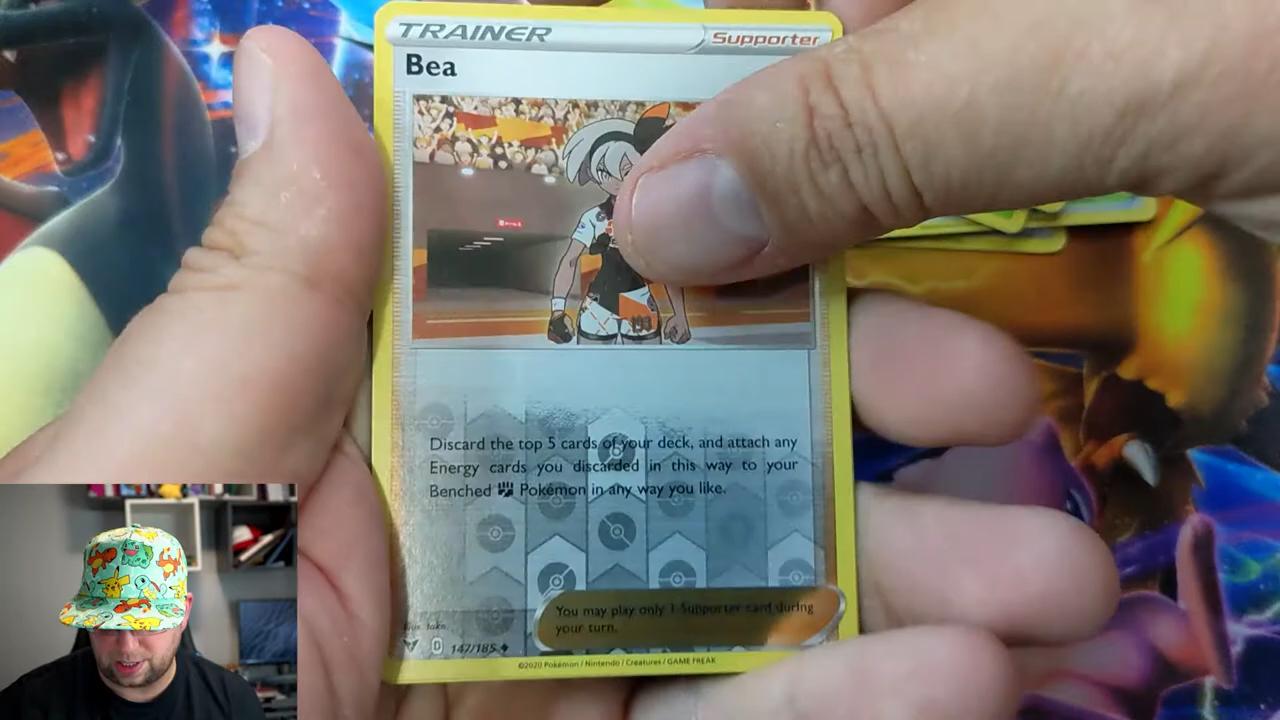 TRAINER
Supporter
Bea
Discard the top 5 cards of your deck, and attach any
Energy cards you discarded in this way to your
Benched Pokémon in any way you like.
You may play only 1 Supporter card during
your turn.
D 147/185
©2020 Pokémon / Nintendo / Creatures / GAME FREAK